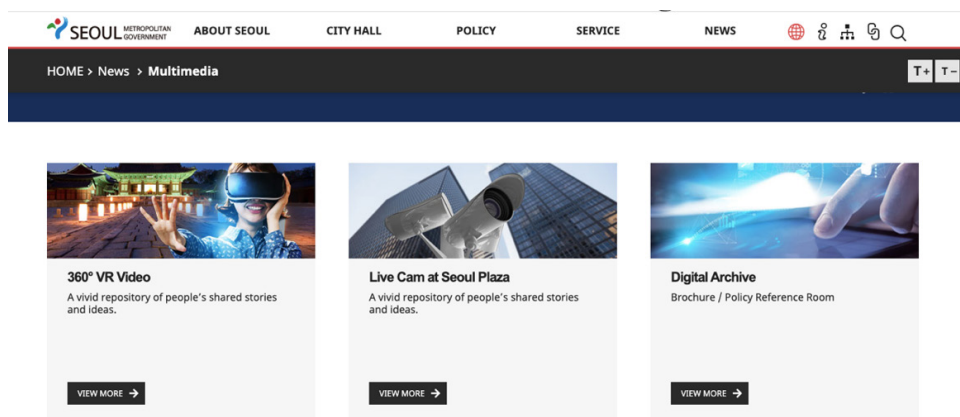 SEOUL METROPOLITAN GOVERNMENT ABOUT SEOUL CITY HALL POLICY SERVICE NEWS
HOME > News > Multimedia T+ T-
360° VR Video
A vivid repository of people's shared stories
and ideas.
VIEW MORE →
Live Cam at Seoul Plaza
A vivid repository of people's shared stories
and ideas.
VIEW MORE →
Digital Archive
Brochure / Policy Reference Room
VIEW MORE →